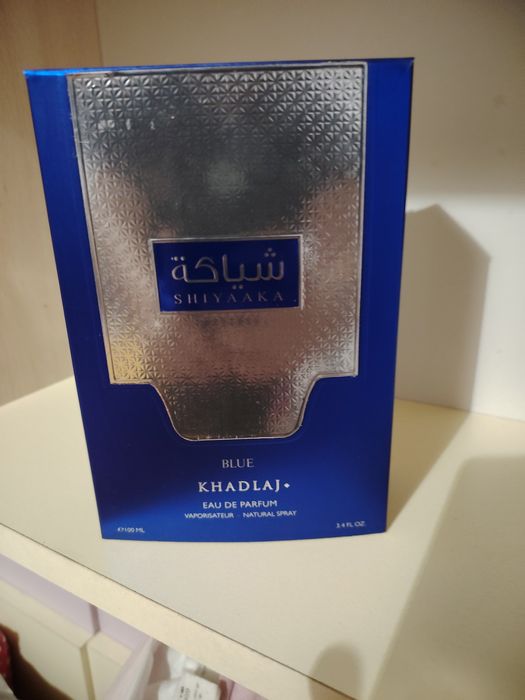 شياكة
SHIYAAKA
BLUE
KHADLAJ
EAU DE PARFUM
VAPORISATEUR NATURAL SPRAY
℮100 ML 3.4 FL OZ.